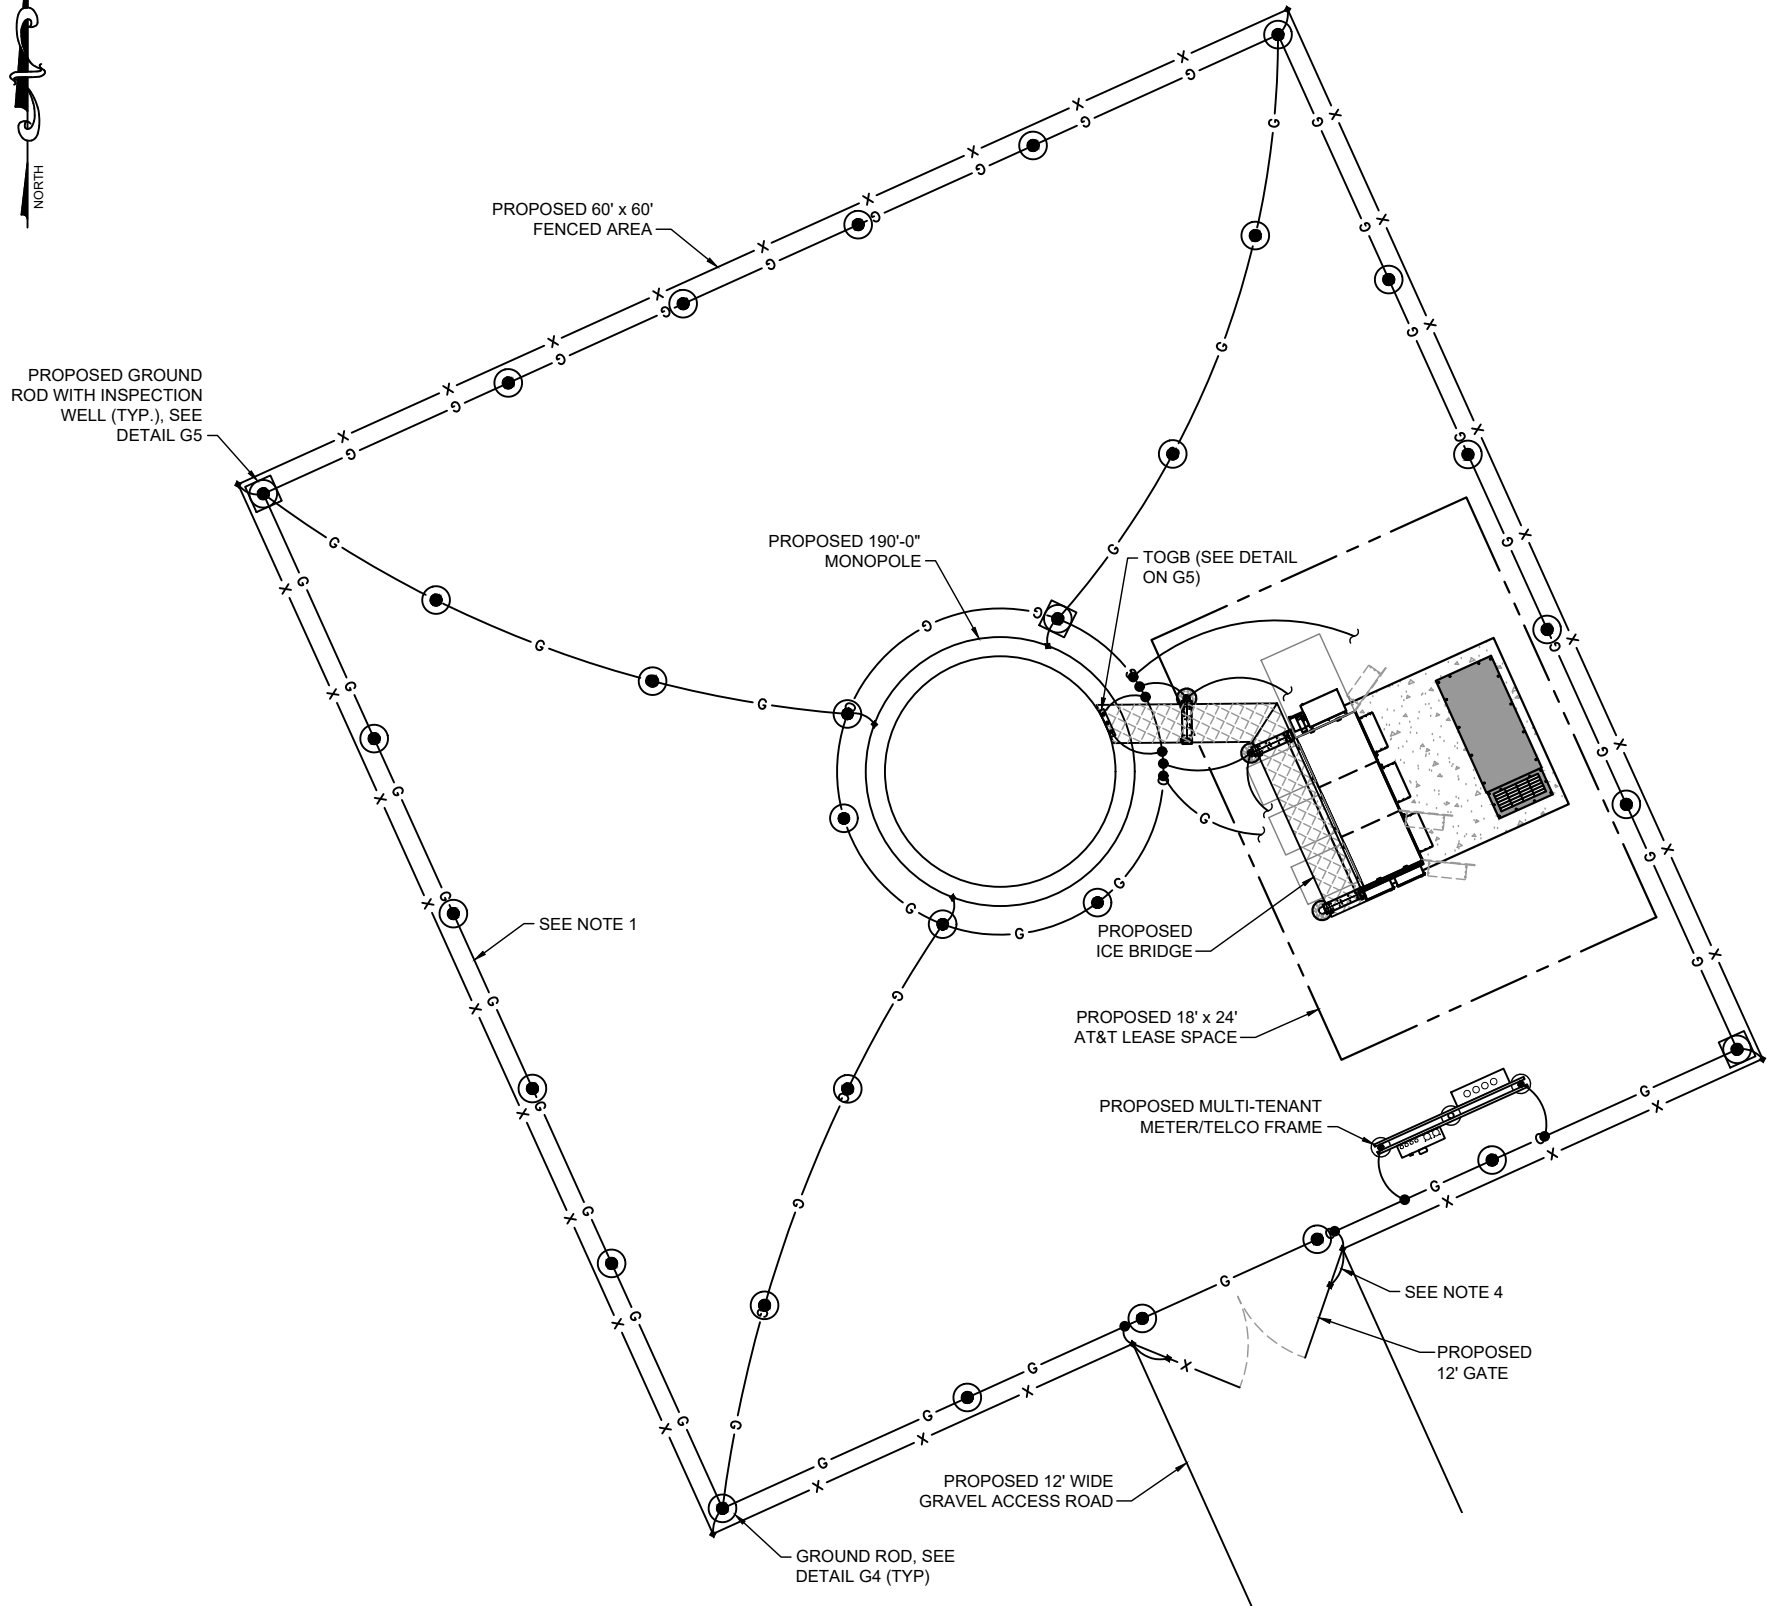 NORTH
PROPOSED 60' x 60'
FENCED AREA
PROPOSED GROUND
ROD WITH INSPECTION
WELL (TYP.), SEE
DETAIL G5
PROPOSED 190'-0"
MONOPOLE
TOGB (SEE DETAIL
ON G5)
SEE NOTE 1
PROPOSED
ICE BRIDGE
PROPOSED 18' x 24'
AT&T LEASE SPACE
PROPOSED MULTI-TENANT
METER/TELCO FRAME
SEE NOTE 4
PROPOSED
12' GATE
PROPOSED 12' WIDE
GRAVEL ACCESS ROAD
GROUND ROD, SEE
DETAIL G4 (TYP)